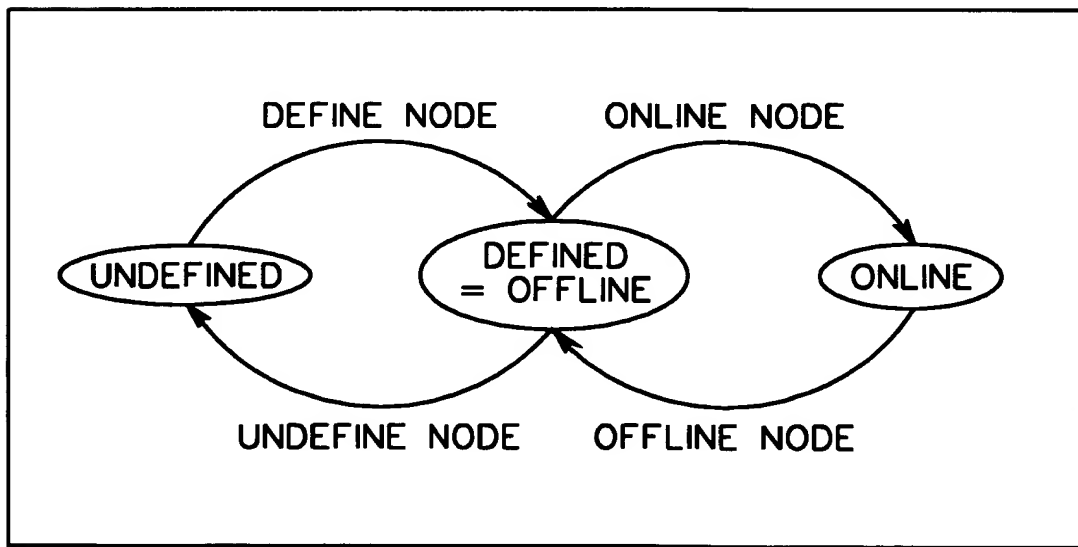 DEFINE NODE
ONLINE NODE
UNDEFINED
DEFINED
= OFFLINE
ONLINE
UNDEFINE NODE
OFFLINE NODE